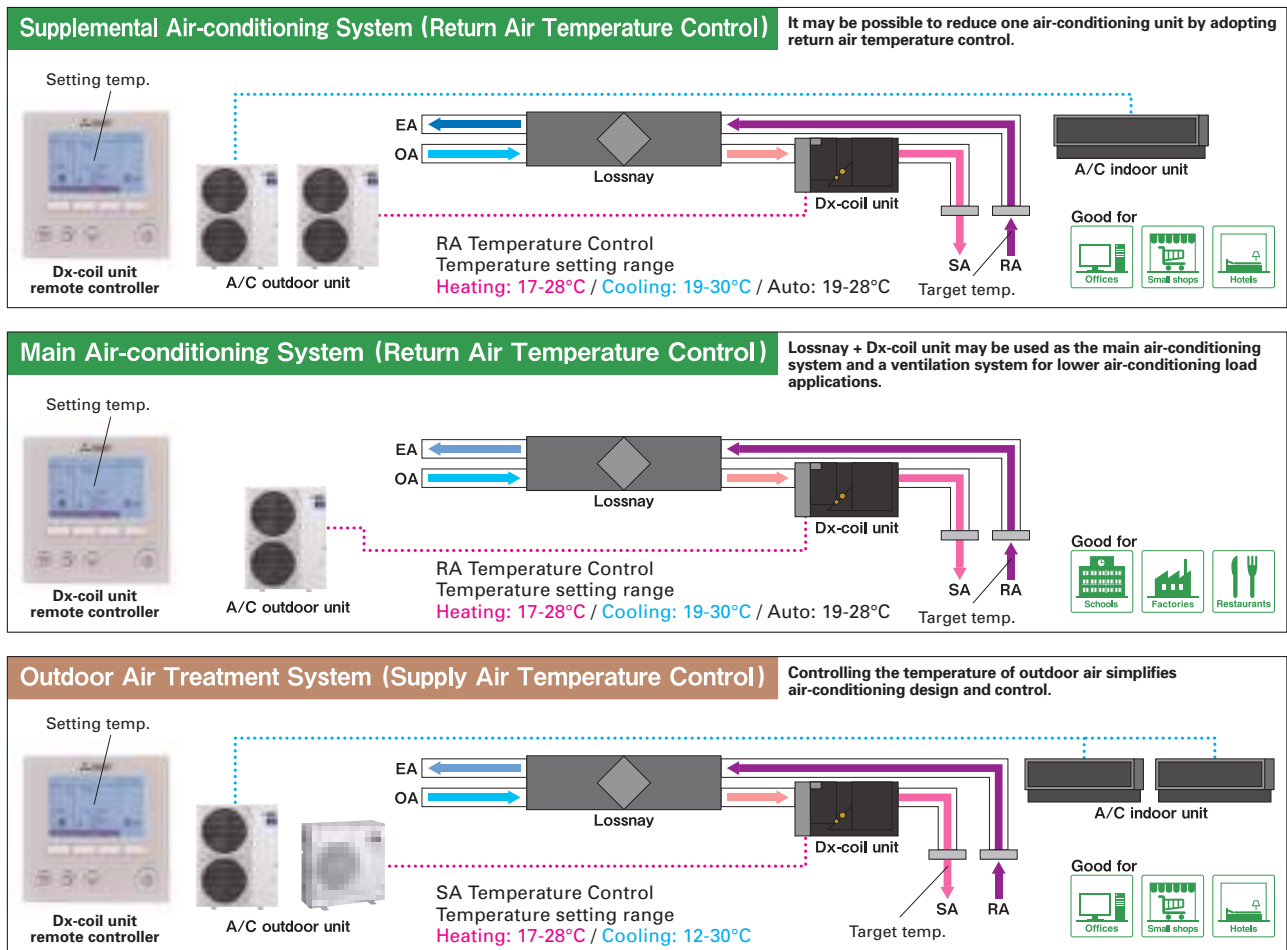 Supplemental Air-conditioning System (Return Air Temperature Control)
It may be possible to reduce one air-conditioning unit by adopting
return air temperature control.
Setting temp.
EA
OA
Lossnay
Dx-coil unit
A/C indoor unit
Dx-coil unit
remote controller
A/C outdoor unit
RA Temperature Control
Temperature setting range
Heating: 17-28°C / Cooling: 19-30°C / Auto: 19-28°C
SA
RA
Target temp.
Good for
Offices
Small shops
Hotels
Main Air-conditioning System (Return Air Temperature Control)
Lossnay + Dx-coil unit may be used as the main air-conditioning
system and a ventilation system for lower air-conditioning load
applications.
Setting temp.
EA
OA
Lossnay
Dx-coil unit
Dx-coil unit
remote controller
A/C outdoor unit
RA Temperature Control
Temperature setting range
Heating: 17-28°C / Cooling: 19-30°C / Auto: 19-28°C
SA
RA
Target temp.
Good for
Schools
Factories
Restaurants
Outdoor Air Treatment System (Supply Air Temperature Control)
Controlling the temperature of outdoor air simplifies
air-conditioning design and control.
Setting temp.
EA
OA
Lossnay
Dx-coil unit
A/C indoor unit
Dx-coil unit
remote controller
A/C outdoor unit
SA Temperature Control
Temperature setting range
Heating: 17-28°C / Cooling: 12-30°C
SA
RA
Target temp.
Good for
Offices
Small shops
Hotels